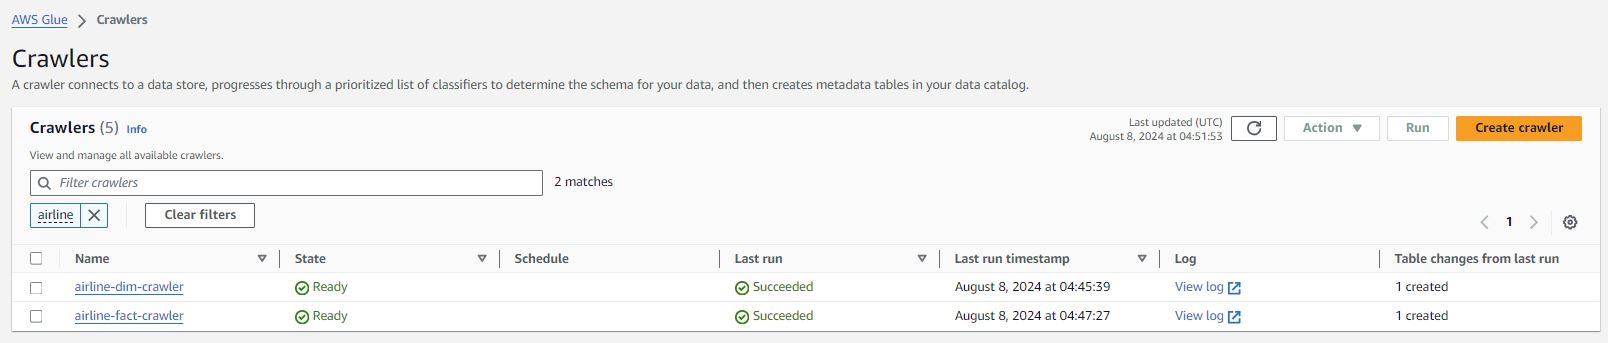 AWS Glue > Crawlers
Crawlers
A crawler connects to a data store, progresses through a prioritized list of classifiers to determine the schema for your data, and then creates metadata tables in your data catalog.
Crawlers (5) Info
Last updated (UTC)
August 8, 2024 at 04:51:53
Action
Run
Create crawler
View and manage all available crawlers.
Filter crawlers
2 matches
airline
Clear filters
1
Name State Schedule Last run Last run timestamp Log Table changes from last run
airline-dim-crawler Ready Succeeded August 8, 2024 at 04:45:39 View log 1 created
airline-fact-crawler Ready Succeeded August 8, 2024 at 04:47:27 View log 1 created